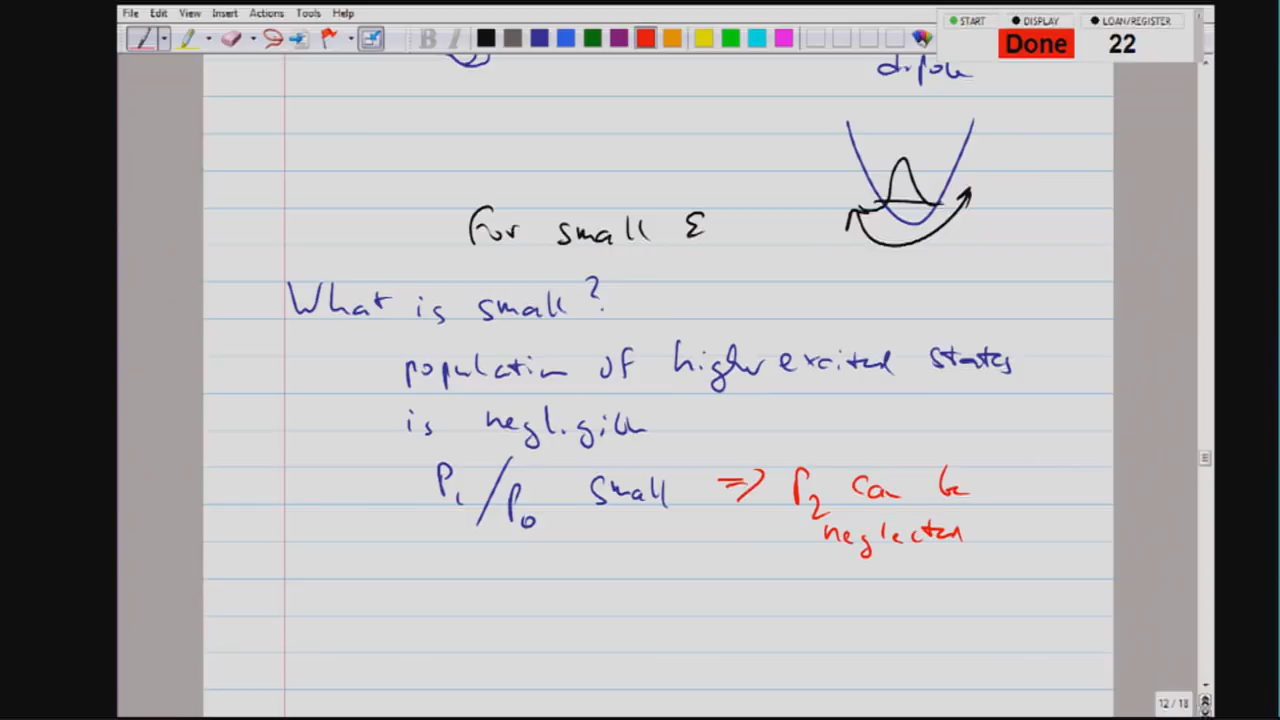 File Edit View Insert Actions Tools Help
START DISPLAY LOAN/REGISTER
Done 22
B I
dipole
For small ε
What is small?
population of higher excited states
is negligible
P₁/P₀ small ⇒ P₂ can be
neglected
12 / 18